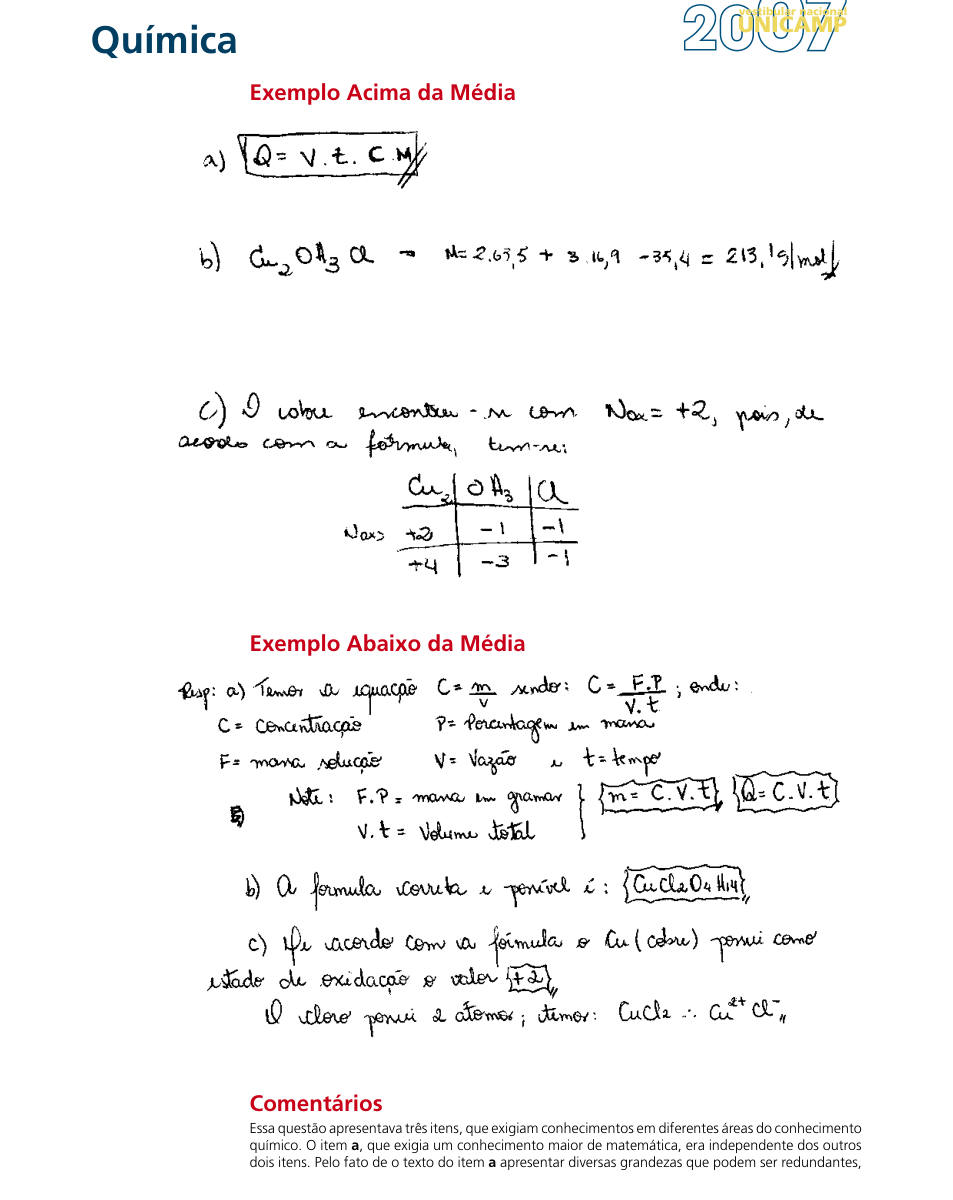 Química
vestibular nacional
UNICAMP
2007
Exemplo Acima da Média
a) Q = V.t.C.M
b) Cu₂OH₃Cl → M= 2.63,5 + 3.16,9 - 35,4 = 213,1g/mol
c) O cobre encontra-se com Nox = +2, pois, de
acodo com a fórmula, tem-se:
Cu₂ | OH₃ | Cl
Nox: +2 | -1 | -1
+4 | -3 | -1
Exemplo Abaixo da Média
Resp: a) Temos a equação C = m/v sendo: C = F.P/V.t ; onde:
C = concentração P = Porcentagem em massa
F = massa solução V = Vazão e t = tempo
Note: F.P = massa em gramas } m = C.V.t, Q = C.V.t
V.t = Volume total
b) A formula correta e possível é: CuCl₂O₄H₁₄
c) De acordo com a fórmula o Cu (cobre) possui como
estado de oxidação o valor +2
O cloro possui 2 átomos; temos: CuCl₂ ∴ Cu²⁺ Cl⁻
Comentários
Essa questão apresentava três itens, que exigiam conhecimentos em diferentes áreas do conhecimento
químico. O item a, que exigia um conhecimento maior de matemática, era independente dos outros
dois itens. Pelo fato de o texto do item a apresentar diversas grandezas que podem ser redundantes,